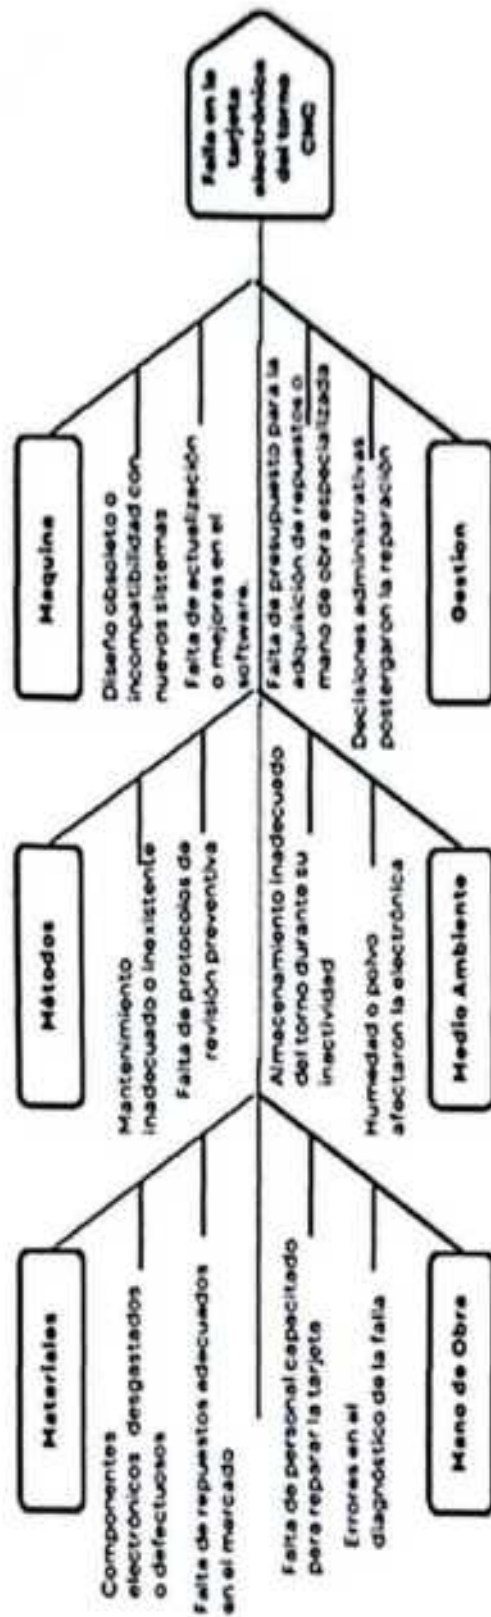 Materiales
Componentes
electrónicos desgastados
o defectuosos
Falta de repuestos adecuados
en el mercado
Métodos
Mantenimiento
inadecuado o inexistente
Falta de protocolos de
revisión preventiva
Maquina
Diseño obsoleto o
incompatibilidad con
nuevos sistemas
Falta de actualización
o mejoras en el
software.
Falla en la
tarjeta
electrónica
del torno
CNC
Falta de personal capacitado
para reparar la tarjeta
Errores en el
diagnóstico de la falla
Mano de Obra
Almacenamiento inadecuado
del torno durante su
inactividad
Humedad o polvo
afectaron la electrónica
Medio Ambiente
Falta de presupuesto para la
adquisición de repuestos o
mano de obra especializada
Decisiones administrativas
postergaron la reparación
Gestion